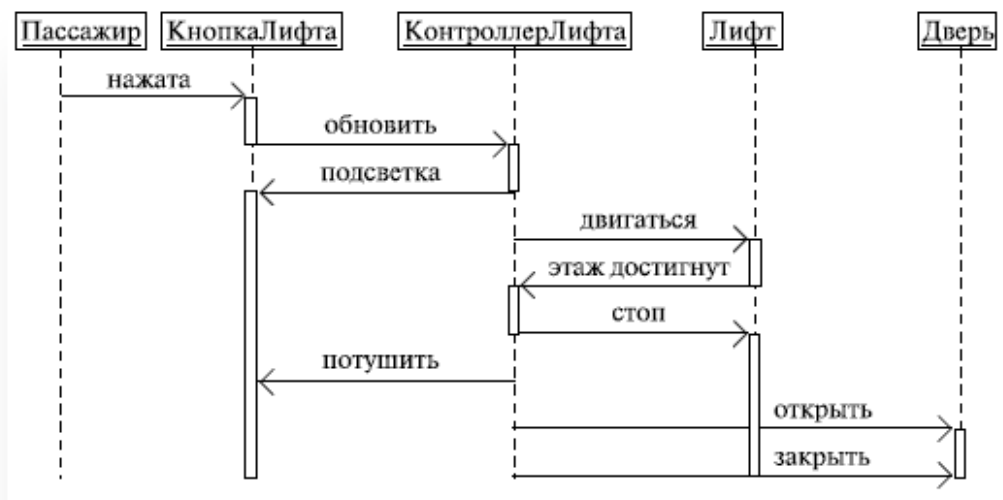 Пассажир КнопкаЛифта КонтроллерЛифта Лифт Дверь
нажата
обновить
подсветка
двигаться
этаж достигнут
стоп
потушить
открыть
закрыть